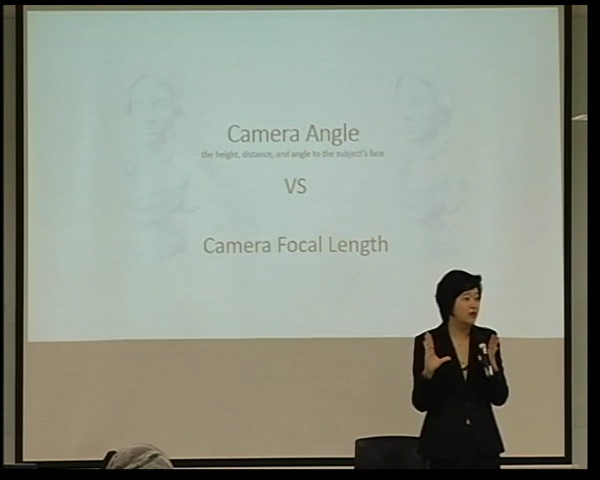 Camera Angle
the height, distance, and angle to the subject's face
VS
Camera Focal Length